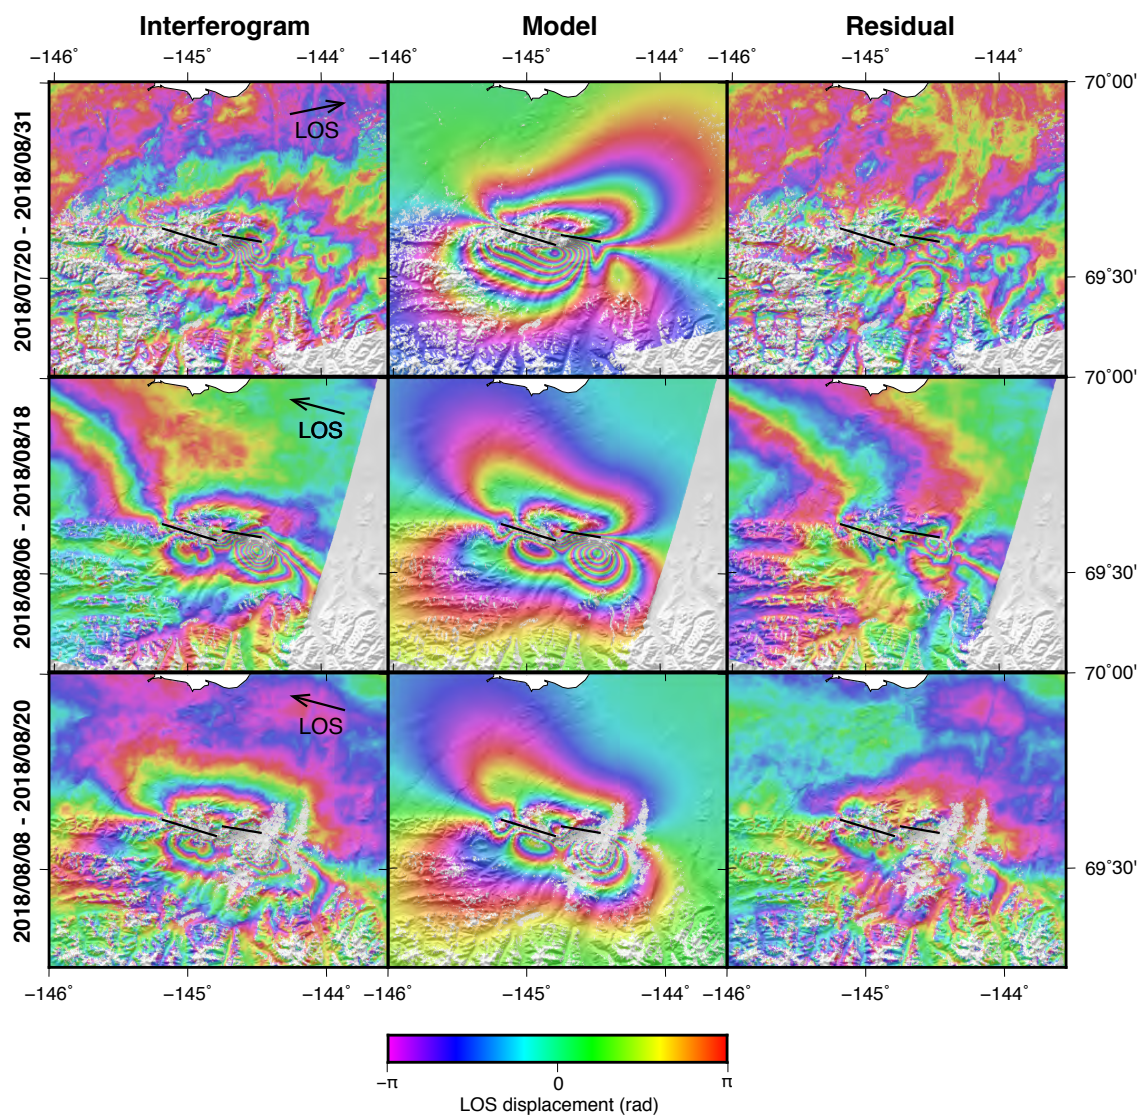 Interferogram Model Residual
−146˚ −145˚ −144˚ −146˚ −145˚ −144˚ −146˚ −145˚ −144˚
70˚00'
LOS
2018/07/20 - 2018/08/31
69˚30'
70˚00'
LOS
2018/08/06 - 2018/08/18
69˚30'
70˚00'
LOS
2018/08/08 - 2018/08/20
69˚30'
−146˚ −145˚ −144˚ −146˚ −145˚ −144˚ −146˚ −145˚ −144˚
−π 0 π
LOS displacement (rad)